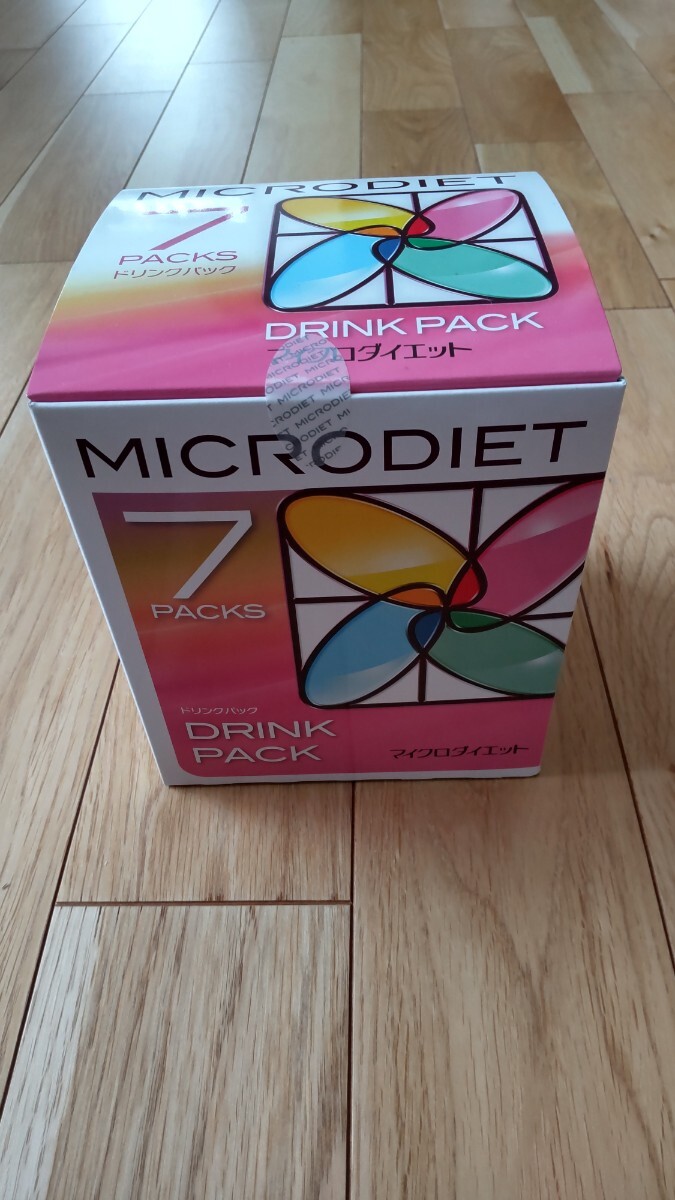 MICRODIET
7
PACKS
ドリンクパック
DRINK PACK
マイクロダイエット
MICRODIET
7
PACKS
ドリンクパック
DRINK
PACK
マイクロダイエット